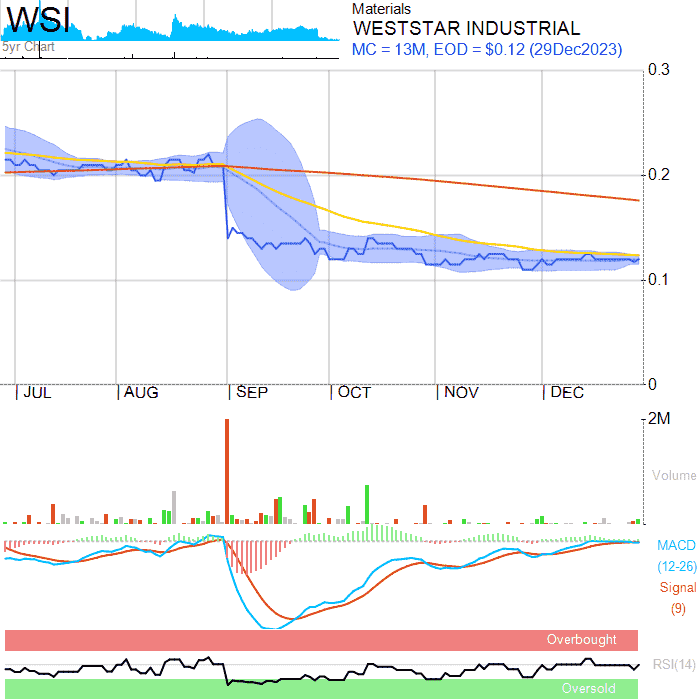 WSI
5yr Chart
Materials
WESTSTAR INDUSTRIAL
MC = 13M, EOD = $0.12 (29Dec2023)
0.3
0.2
0.1
0
JUL AUG SEP OCT NOV DEC
2M
Volume
MACD
(12-26)
Signal
(9)
Overbought
RSI(14)
Oversold